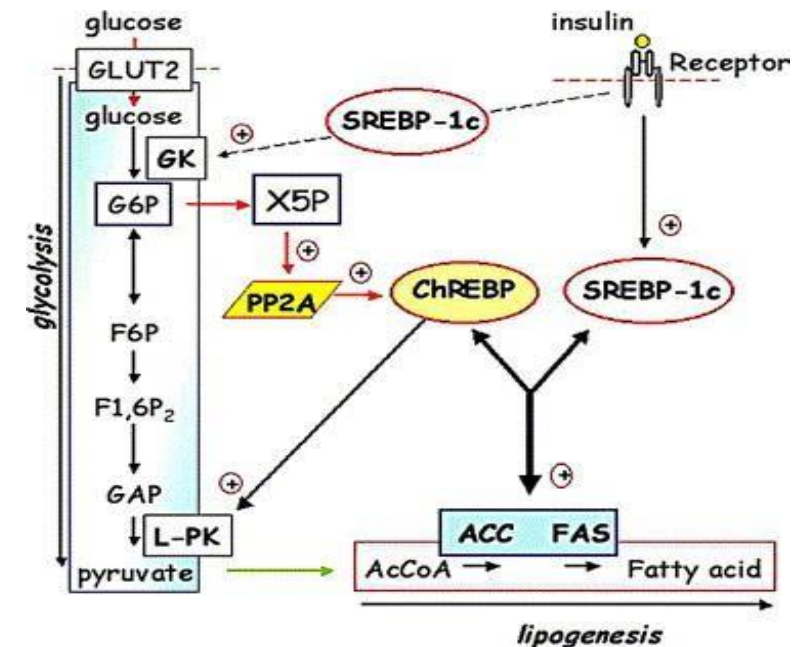 glucose
insulin
GLUT2
Receptor
glucose
SREBP-1c
+
GK
G6P
X5P
+
+
+
PP2A
ChREBP
SREBP-1c
glycolysis
F6P
F1,6P₂
+
+
GAP
L-PK
ACC FAS
pyruvate
AcCoA
Fatty acid
lipogenesis